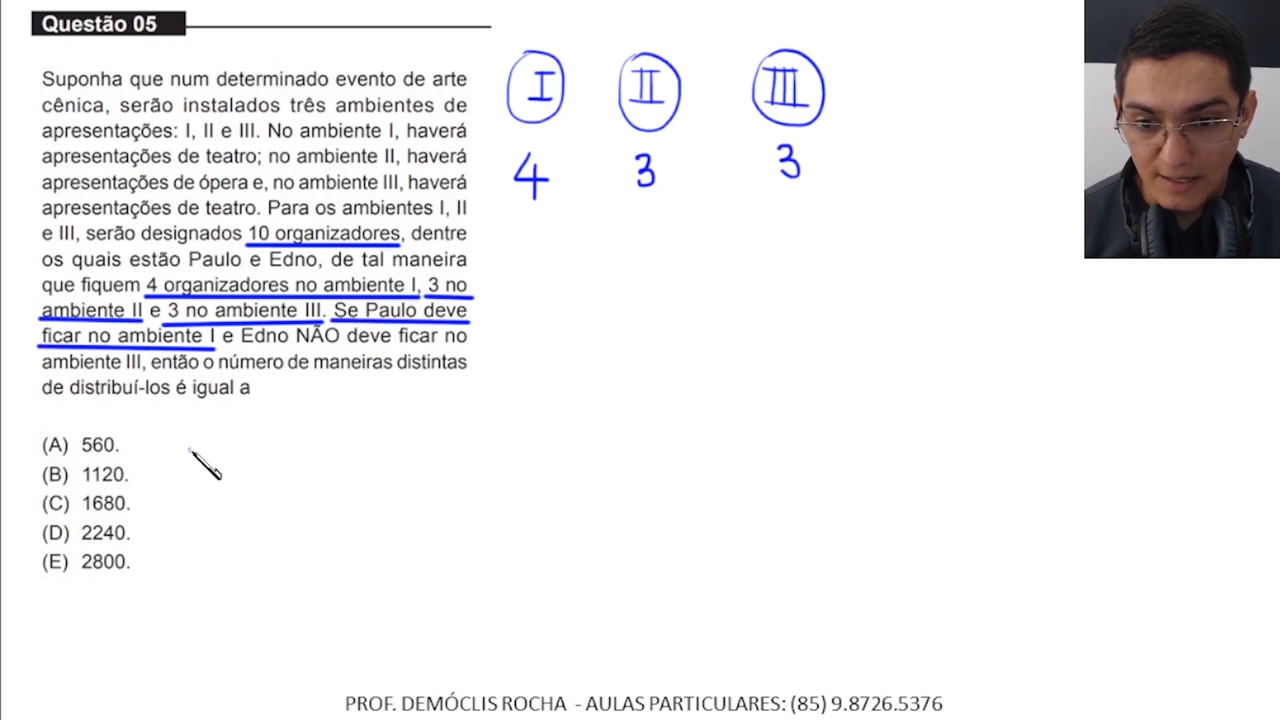 Questão 05
Suponha que num determinado evento de arte
cênica, serão instalados três ambientes de
apresentações: I, II e III. No ambiente I, haverá
apresentações de teatro; no ambiente II, haverá
apresentações de ópera e, no ambiente III, haverá
apresentações de teatro. Para os ambientes I, II
e III, serão designados 10 organizadores, dentre
os quais estão Paulo e Edno, de tal maneira
que fiquem 4 organizadores no ambiente I, 3 no
ambiente II e 3 no ambiente III. Se Paulo deve
ficar no ambiente I e Edno NÃO deve ficar no
ambiente III, então o número de maneiras distintas
de distribuí-los é igual a
(A) 560.
(B) 1120.
(C) 1680.
(D) 2240.
(E) 2800.
I II III
4 3 3
PROF. DEMÓCLIS ROCHA - AULAS PARTICULARES: (85) 9.8726.5376